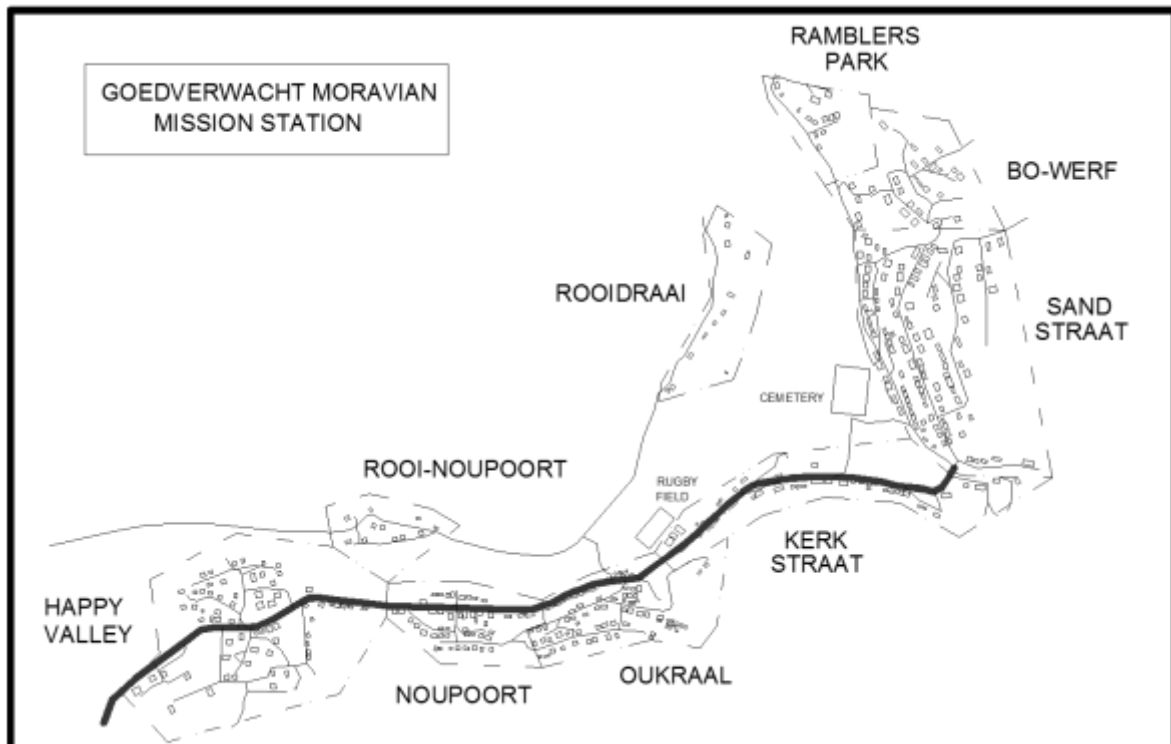 RAMBLERS
PARK
GOEDVERWACHT MORAVIAN
MISSION STATION
BO-WERF
ROOIDRAAI
SAND
STRAAT
CEMETERY
ROOI-NOUPOORT
RUGBY
FIELD
KERK
STRAAT
HAPPY
VALLEY
NOUPOORT
OUKRAAL